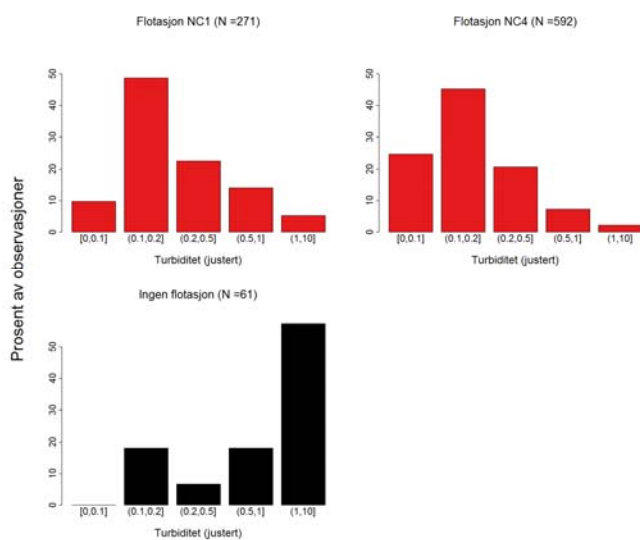 Flotasjon NC1 (N =271)
Flotasjon NC4 (N =592)
Prosent av observasjoner
0 10 20 30 40 50
[0,0.1] (0.1,0.2] (0.2,0.5] (0.5,1] (1,10]
Turbiditet (justert)
0 10 20 30 40 50
[0,0.1] (0.1,0.2] (0.2,0.5] (0.5,1] (1,10]
Turbiditet (justert)
Ingen flotasjon (N =61)
0 10 20 30 40 50
[0,0.1] (0.1,0.2] (0.2,0.5] (0.5,1] (1,10]
Turbiditet (justert)